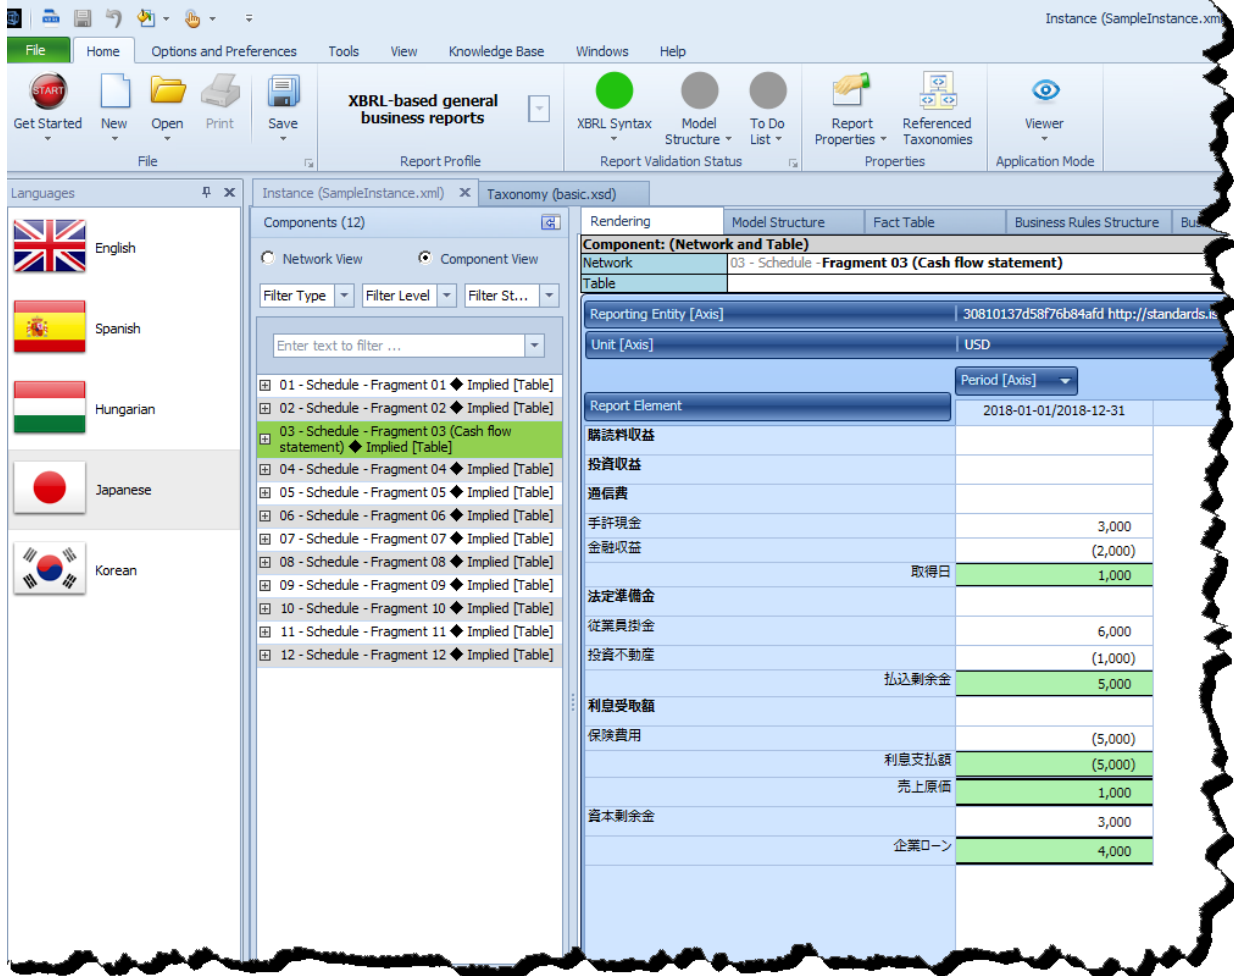 Instance (SampleInstance.xml
File Home Options and Preferences Tools View Knowledge Base Windows Help
START
Get Started New Open Print Save
XBRL-based general
business reports
XBRL Syntax Model
Structure To Do
List Report
Properties Referenced
Taxonomies Viewer
File Report Profile Report Validation Status Properties Application Mode
Languages
English
Spanish
Hungarian
Japanese
Korean
Instance (SampleInstance.xml) Taxonomy (basic.xsd)
Components (12)
Network View Component View
Filter Type Filter Level Filter St...
Enter text to filter ...
01 - Schedule - Fragment 01 ◆ Implied [Table]
02 - Schedule - Fragment 02 ◆ Implied [Table]
03 - Schedule - Fragment 03 (Cash flow
statement) ◆ Implied [Table]
04 - Schedule - Fragment 04 ◆ Implied [Table]
05 - Schedule - Fragment 05 ◆ Implied [Table]
06 - Schedule - Fragment 06 ◆ Implied [Table]
07 - Schedule - Fragment 07 ◆ Implied [Table]
08 - Schedule - Fragment 08 ◆ Implied [Table]
09 - Schedule - Fragment 09 ◆ Implied [Table]
10 - Schedule - Fragment 10 ◆ Implied [Table]
11 - Schedule - Fragment 11 ◆ Implied [Table]
12 - Schedule - Fragment 12 ◆ Implied [Table]
Rendering Model Structure Fact Table Business Rules Structure
Component: (Network and Table)
Network 03 - Schedule - Fragment 03 (Cash flow statement)
Table
Reporting Entity [Axis] 30810137d58f76b84afd http://standards.is
Unit [Axis] USD
Period [Axis]
Report Element 2018-01-01/2018-12-31
購読料収益
投資収益
通信費
手許現金 3,000
金融収益 (2,000)
取得日 1,000
法定準備金
従業員掛金 6,000
投資不動産 (1,000)
払込剰余金 5,000
利息受取額
保険費用 (5,000)
利息支払額 (5,000)
売上原価 1,000
資本剰余金 3,000
企業ローン 4,000